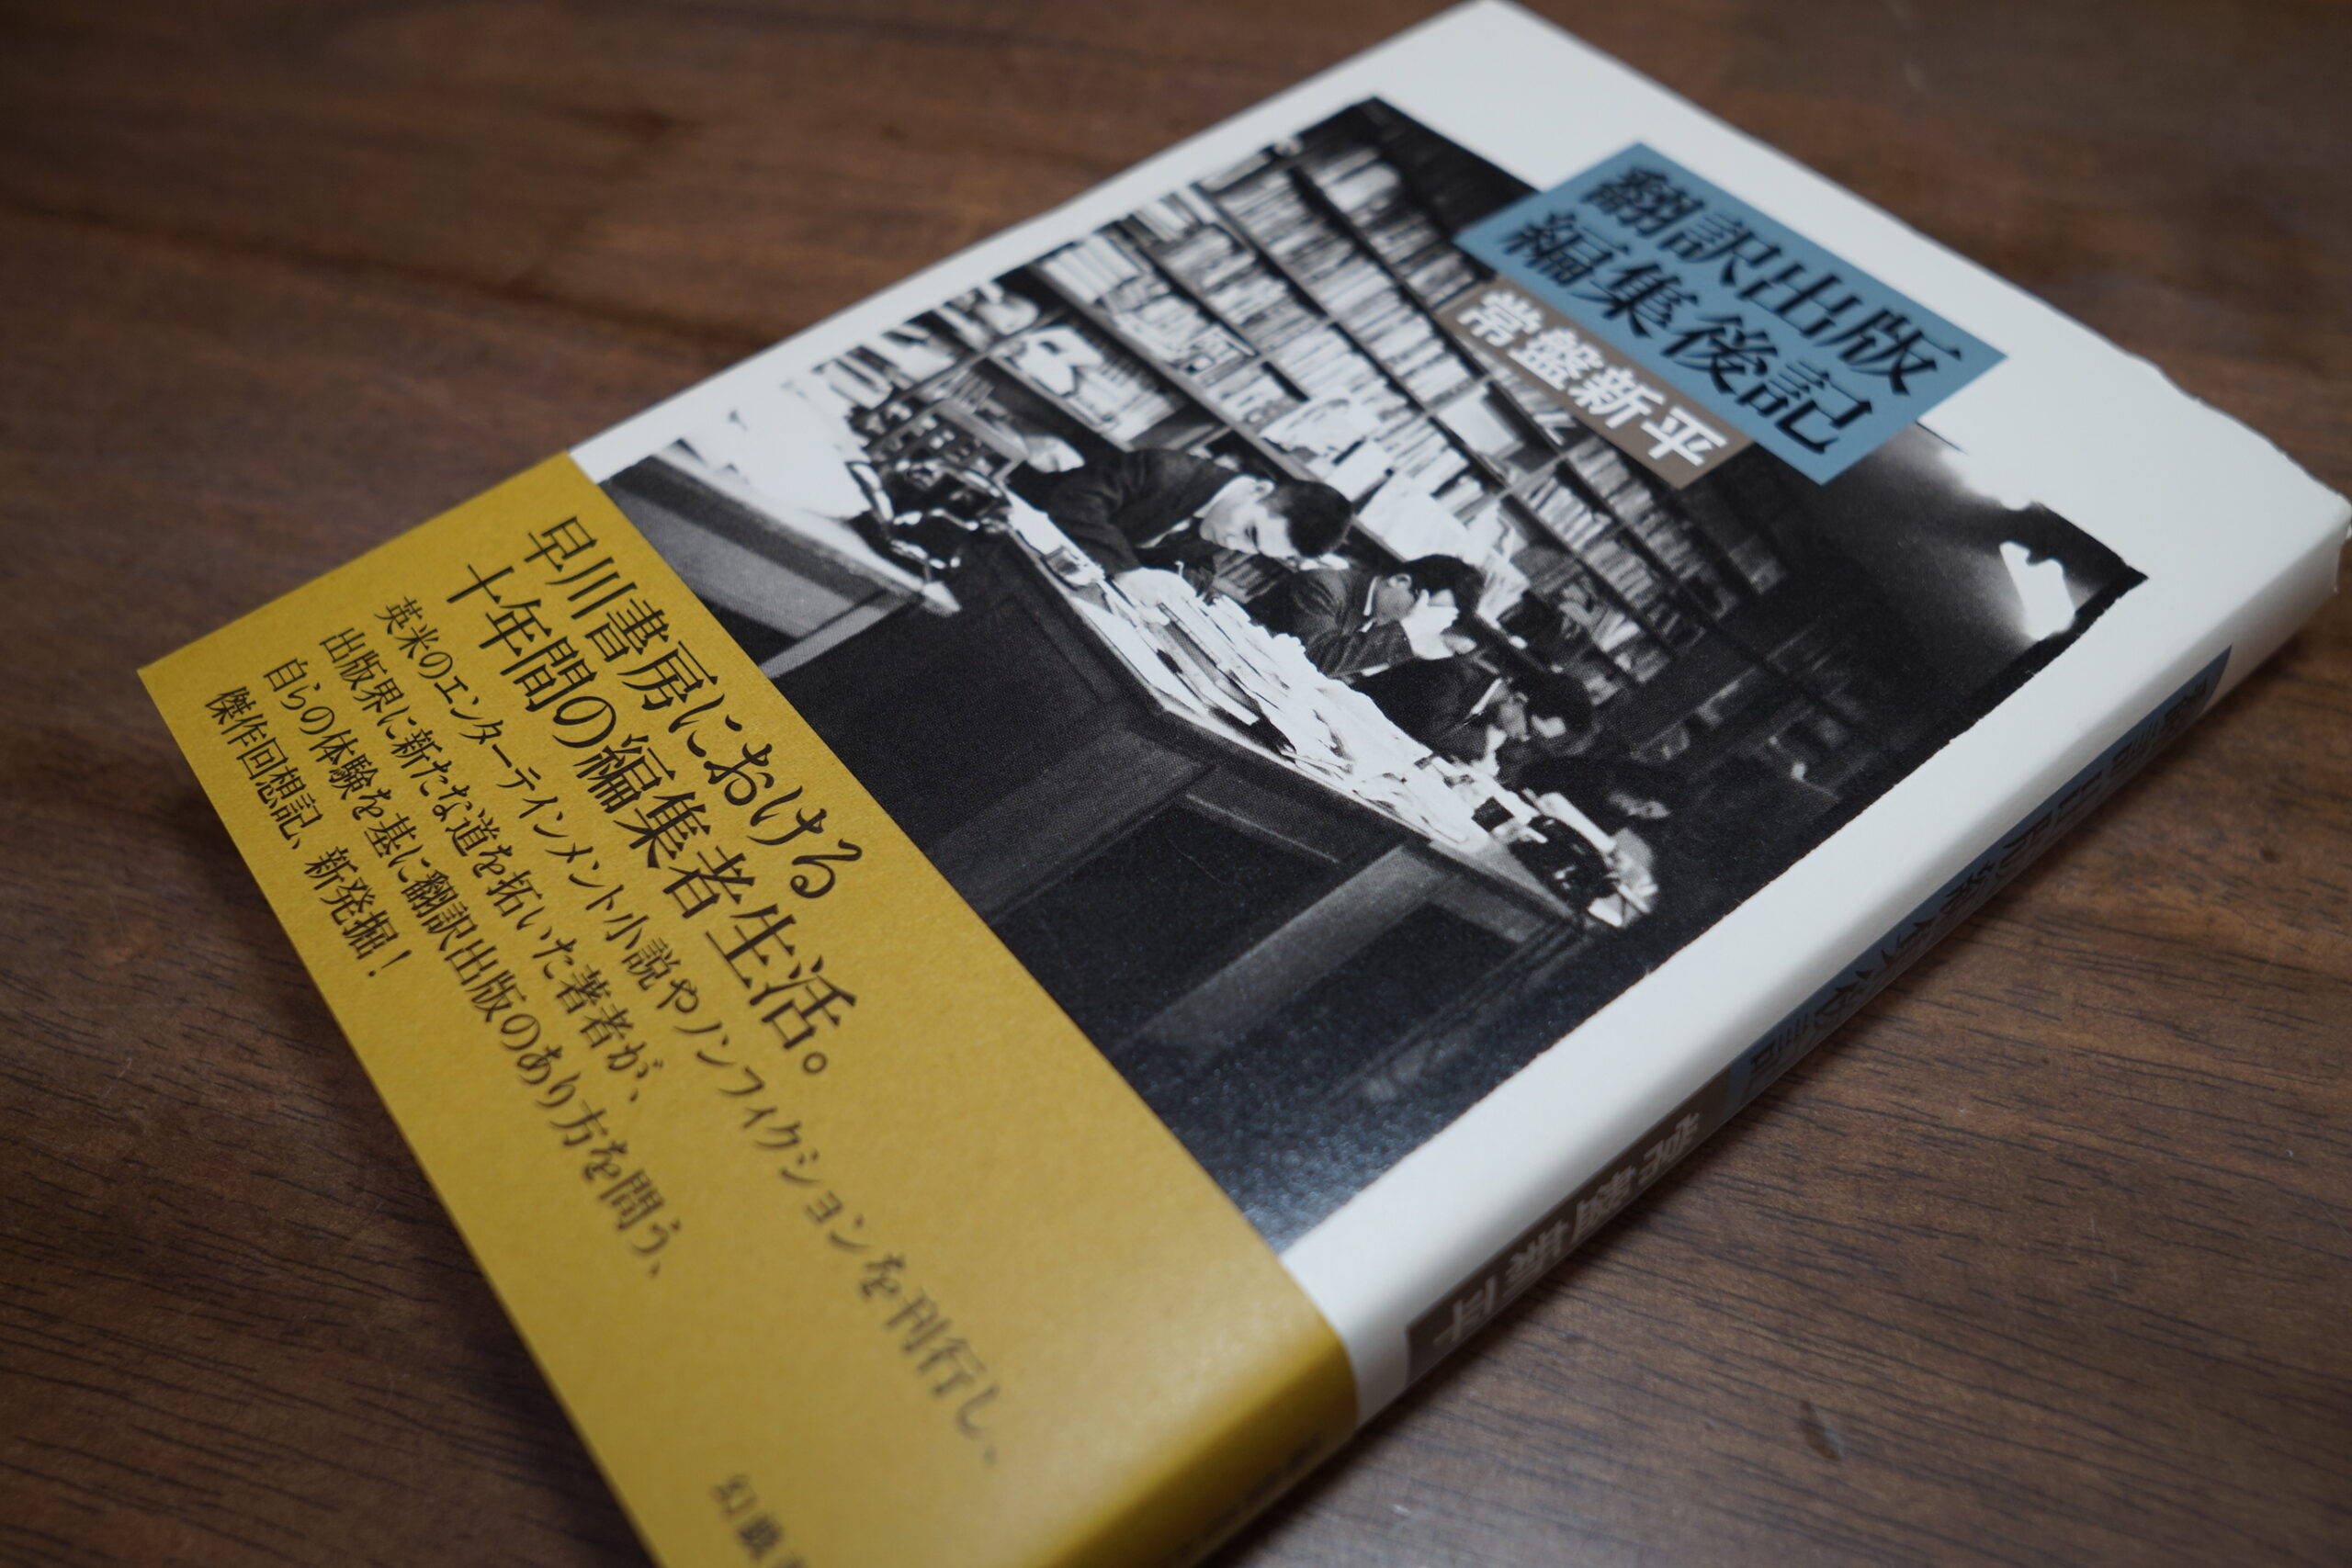 翻訳出版
編集後記
常盤新平
早川書房における
十年間の編集者生活。
英米のエンターテインメント小説やノンフィクションを刊行し、
出版界に新たな道を拓いた著者が、
自らの体験を基に翻訳出版のあり方を問う、
傑作回想記、新発掘!
幻戯
常盤新平